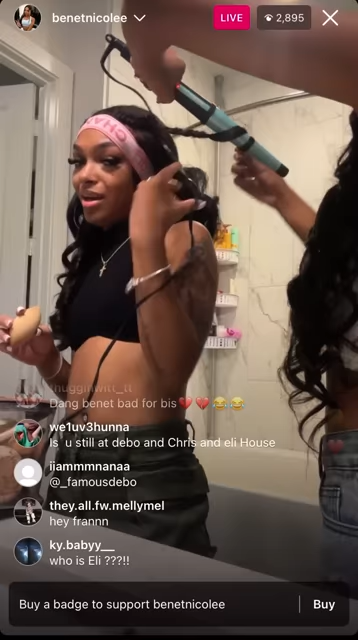 benetnicolee
LIVE
2,895
Dang benet bad for bis💔💔😂😂
we1uv3hunna
Is u still at debo and Chris and eli House
iiammmnanaa
@_famousdebo
they.all.fw.mellymel
hey frannn
ky.babyy__
who is Eli ???!!
Buy a badge to support benetnicolee
Buy